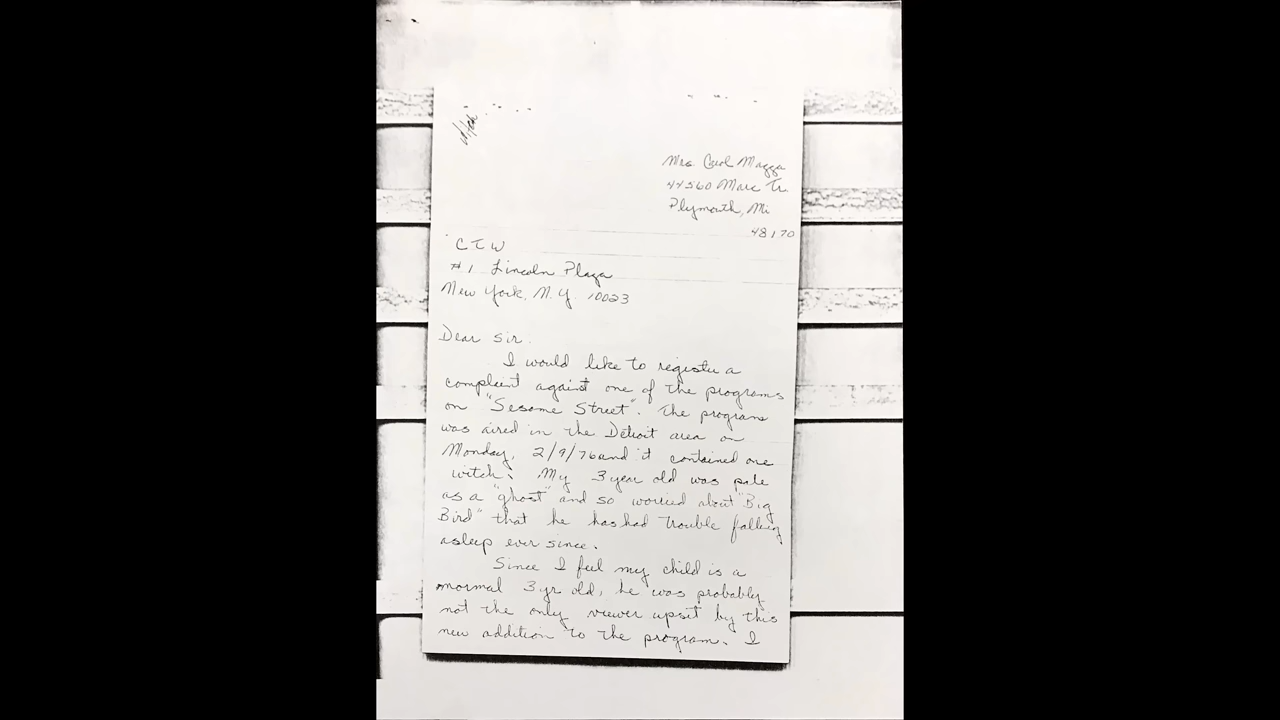 Mrs Carol Mazza
44560 Marc Tr.
Plymouth, Mi
48170
CTW
#1 Lincoln Plaza
New York, N.Y. 10023
Dear Sir.
I would like to register a
complaint against one of the programs
on "Sesame Street". The program
was aired in the Detroit area on
Monday, 2/9/76 and it contained one
witch. My 3 year old was pale
as a "ghost" and so worried about "Big
Bird" that he has had trouble falling
asleep ever since.
Since I feel my child is a
normal 3 yr old, he was probably
not the only viewer upset by this
new addition to the program. I